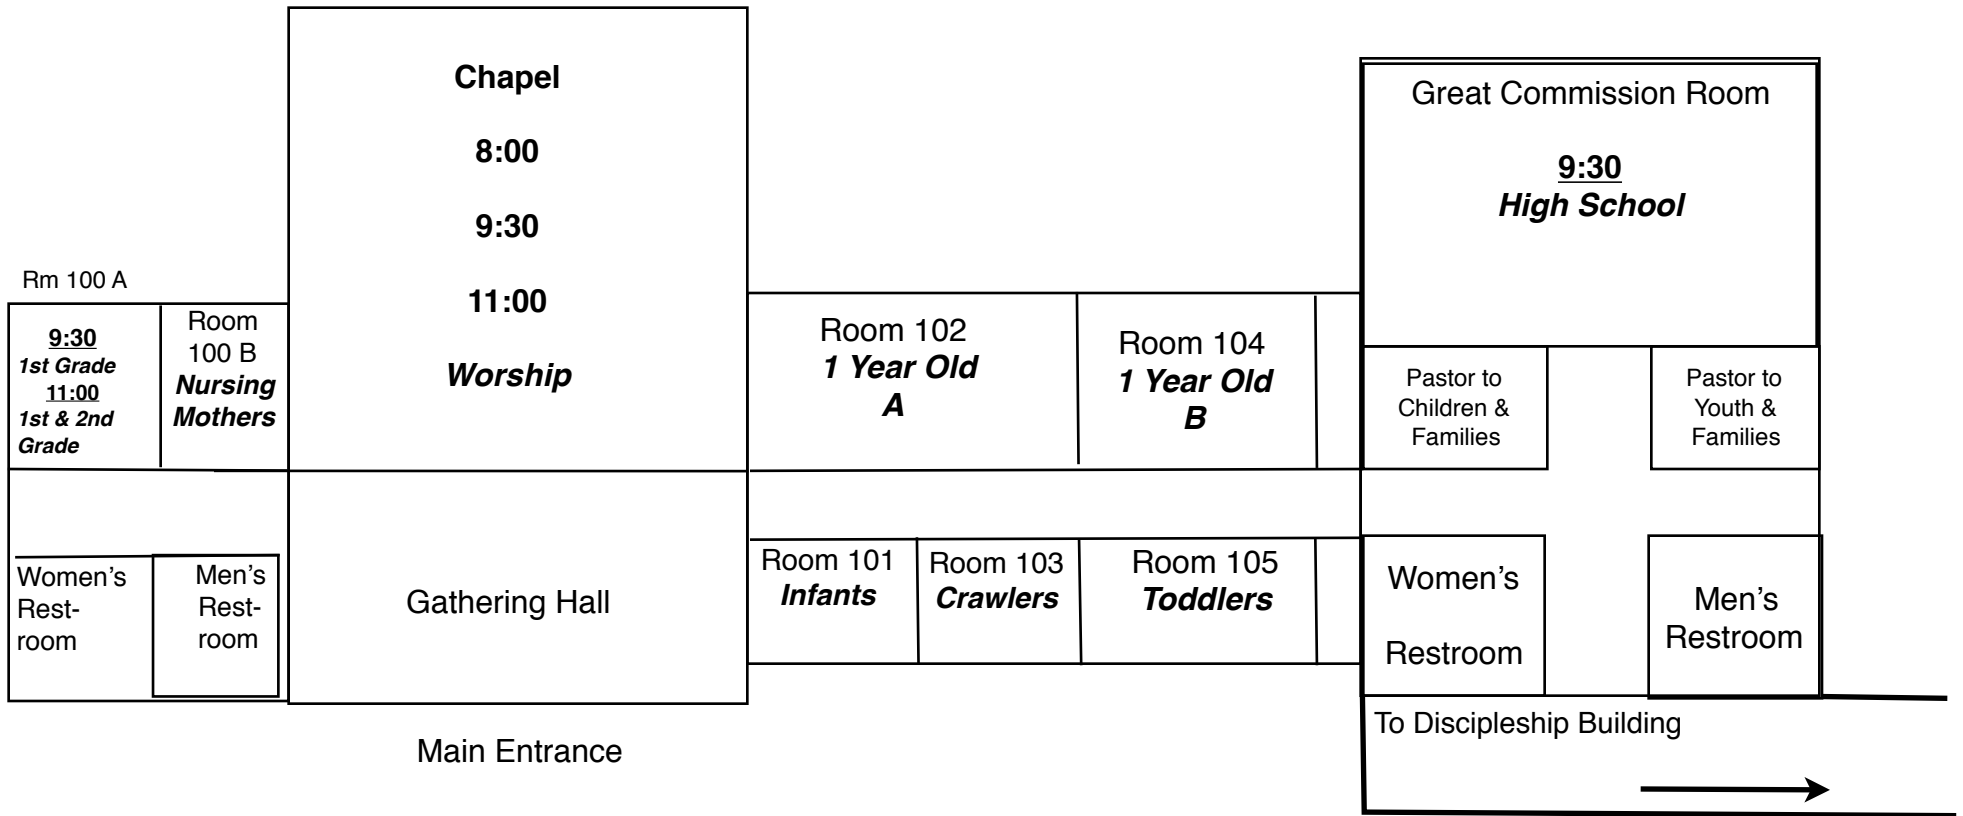 Chapel
8:00
9:30
11:00
Worship
Great Commission Room
9:30
High School
Rm 100 A
9:30
1st Grade
11:00
1st & 2nd
Grade
Room
100 B
Nursing
Mothers
Room 102
1 Year Old
A
Room 104
1 Year Old
B
Pastor to
Children &
Families
Pastor to
Youth &
Families
Women’s
Rest-
room
Men’s
Rest-
room
Gathering Hall
Room 101
Infants
Room 103
Crawlers
Room 105
Toddlers
Women’s
Restroom
Men’s
Restroom
Main Entrance
To Discipleship Building